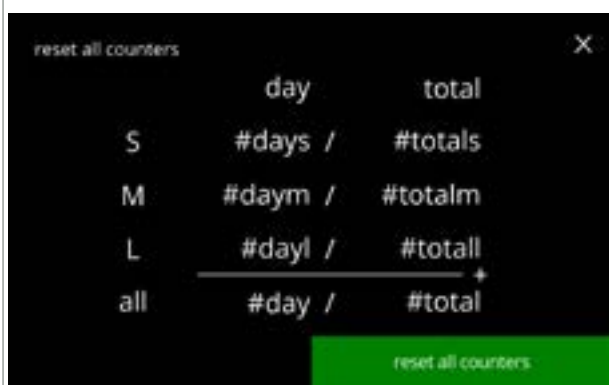 reset all counters ×
day total
S #days / #totals
M #daym / #totalm
L #dayl / #totall
+
all #day / #total
reset all counters